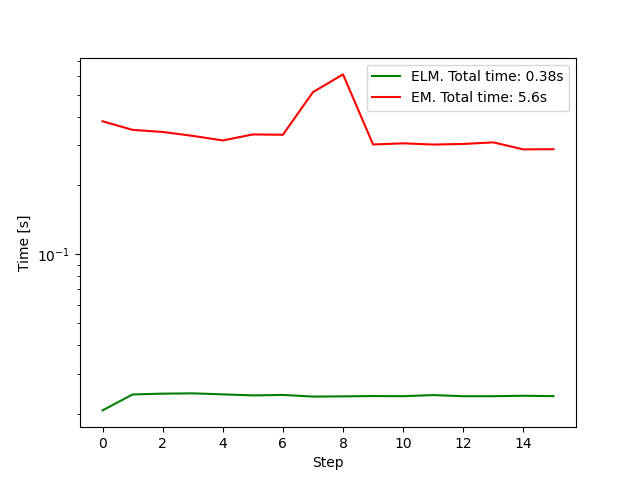 ELM. Total time: 0.38s
EM. Total time: 5.6s
Time [s]
10⁻¹
0 2 4 6 8 10 12 14
Step